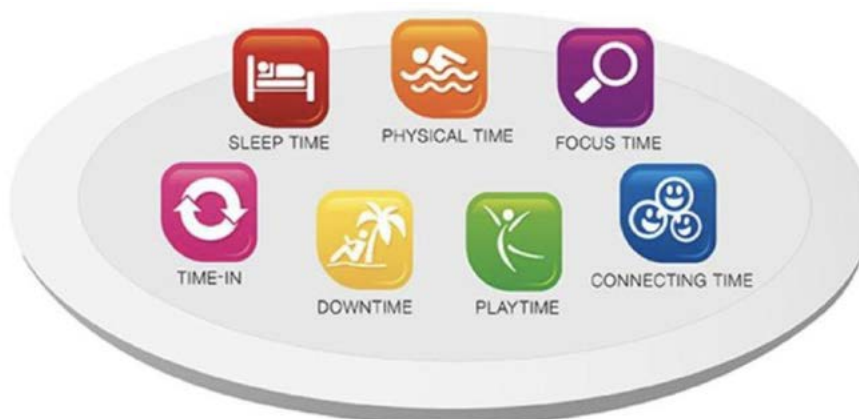 SLEEP TIME
PHYSICAL TIME
FOCUS TIME
TIME-IN
DOWNTIME
PLAYTIME
CONNECTING TIME